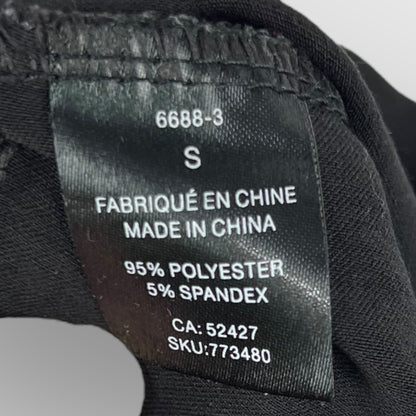 6688-3
S
FABRIQUÉ EN CHINE
MADE IN CHINA
95% POLYESTER
5% SPANDEX
CA: 52427
SKU:773480